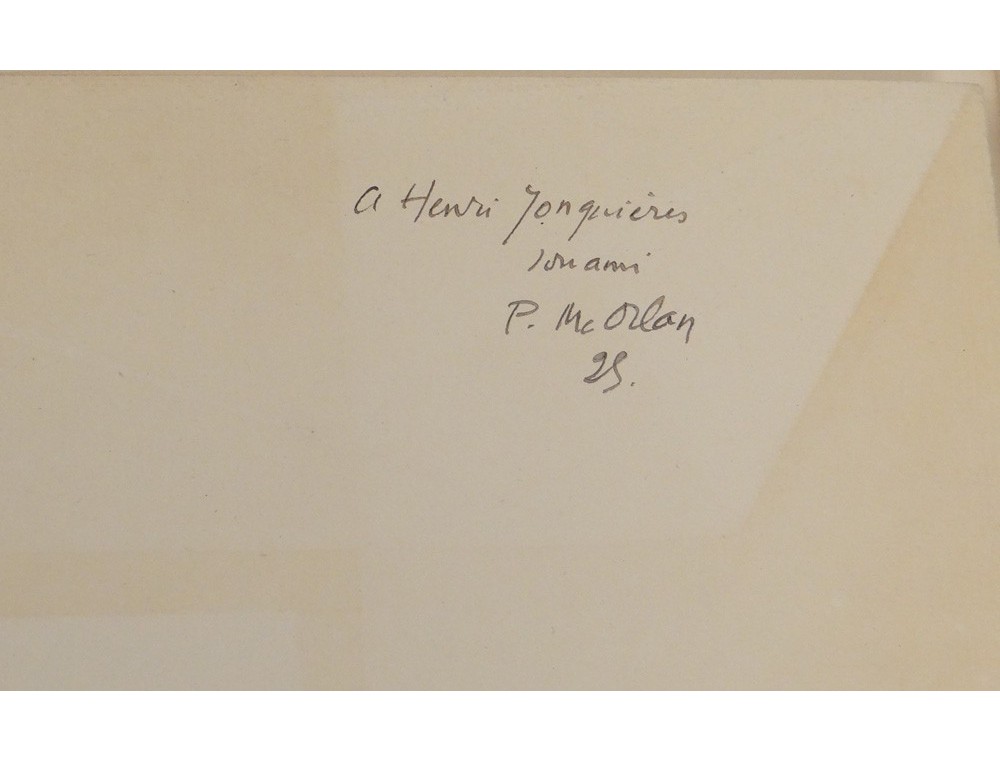 a Henri Jonquières
son ami
P. Mc Orlan
25.